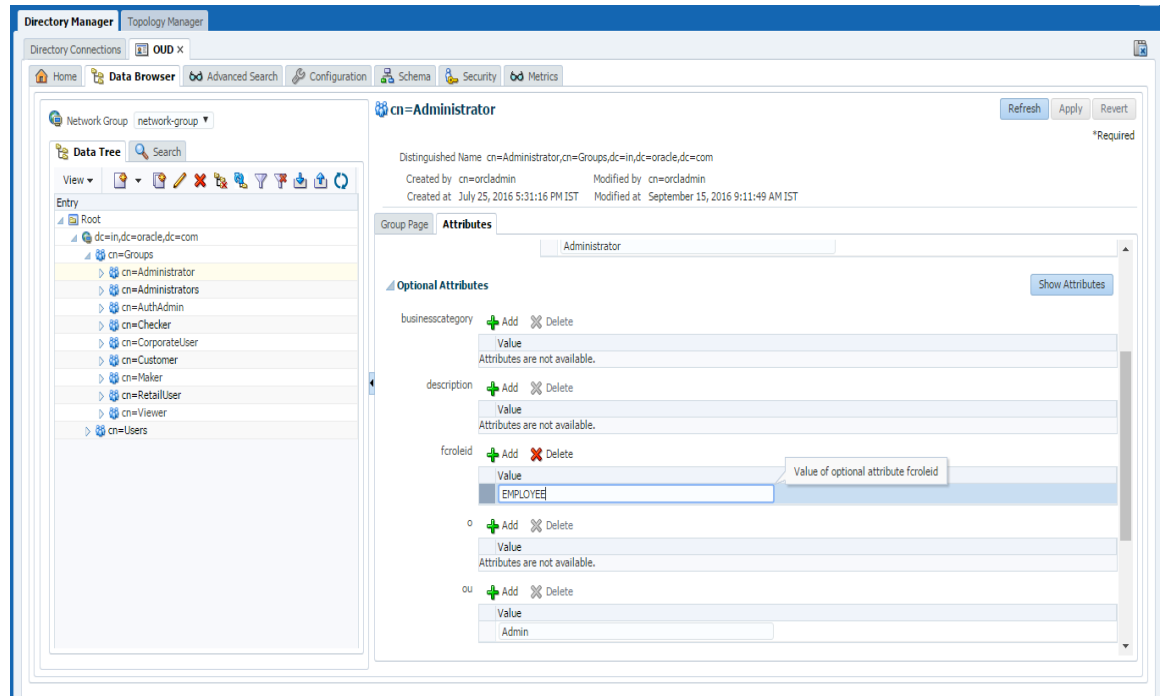 Directory Manager Topology Manager
Directory Connections OUD ×
Home Data Browser Advanced Search Configuration Schema Security Metrics
Network Group network-group
Data Tree Search
View
Entry
Root
dc=in,dc=oracle,dc=com
cn=Groups
cn=Administrator
cn=Administrators
cn=AuthAdmin
cn=Checker
cn=CorporateUser
cn=Customer
cn=Maker
cn=RetailUser
cn=Viewer
cn=Users
cn=Administrator
Refresh Apply Revert
*Required
Distinguished Name cn=Administrator,cn=Groups,dc=in,dc=oracle,dc=com
Created by cn=orcladmin Modified by cn=orcladmin
Created at July 25, 2016 5:31:16 PM IST Modified at September 15, 2016 9:11:49 AM IST
Group Page Attributes
Administrator
Optional Attributes Show Attributes
businesscategory Add Delete
Value
Attributes are not available.
description Add Delete
Value
Attributes are not available.
fcroleid Add Delete
Value
EMPLOYEE
Value of optional attribute fcroleid
o Add Delete
Value
Attributes are not available.
ou Add Delete
Value
Admin